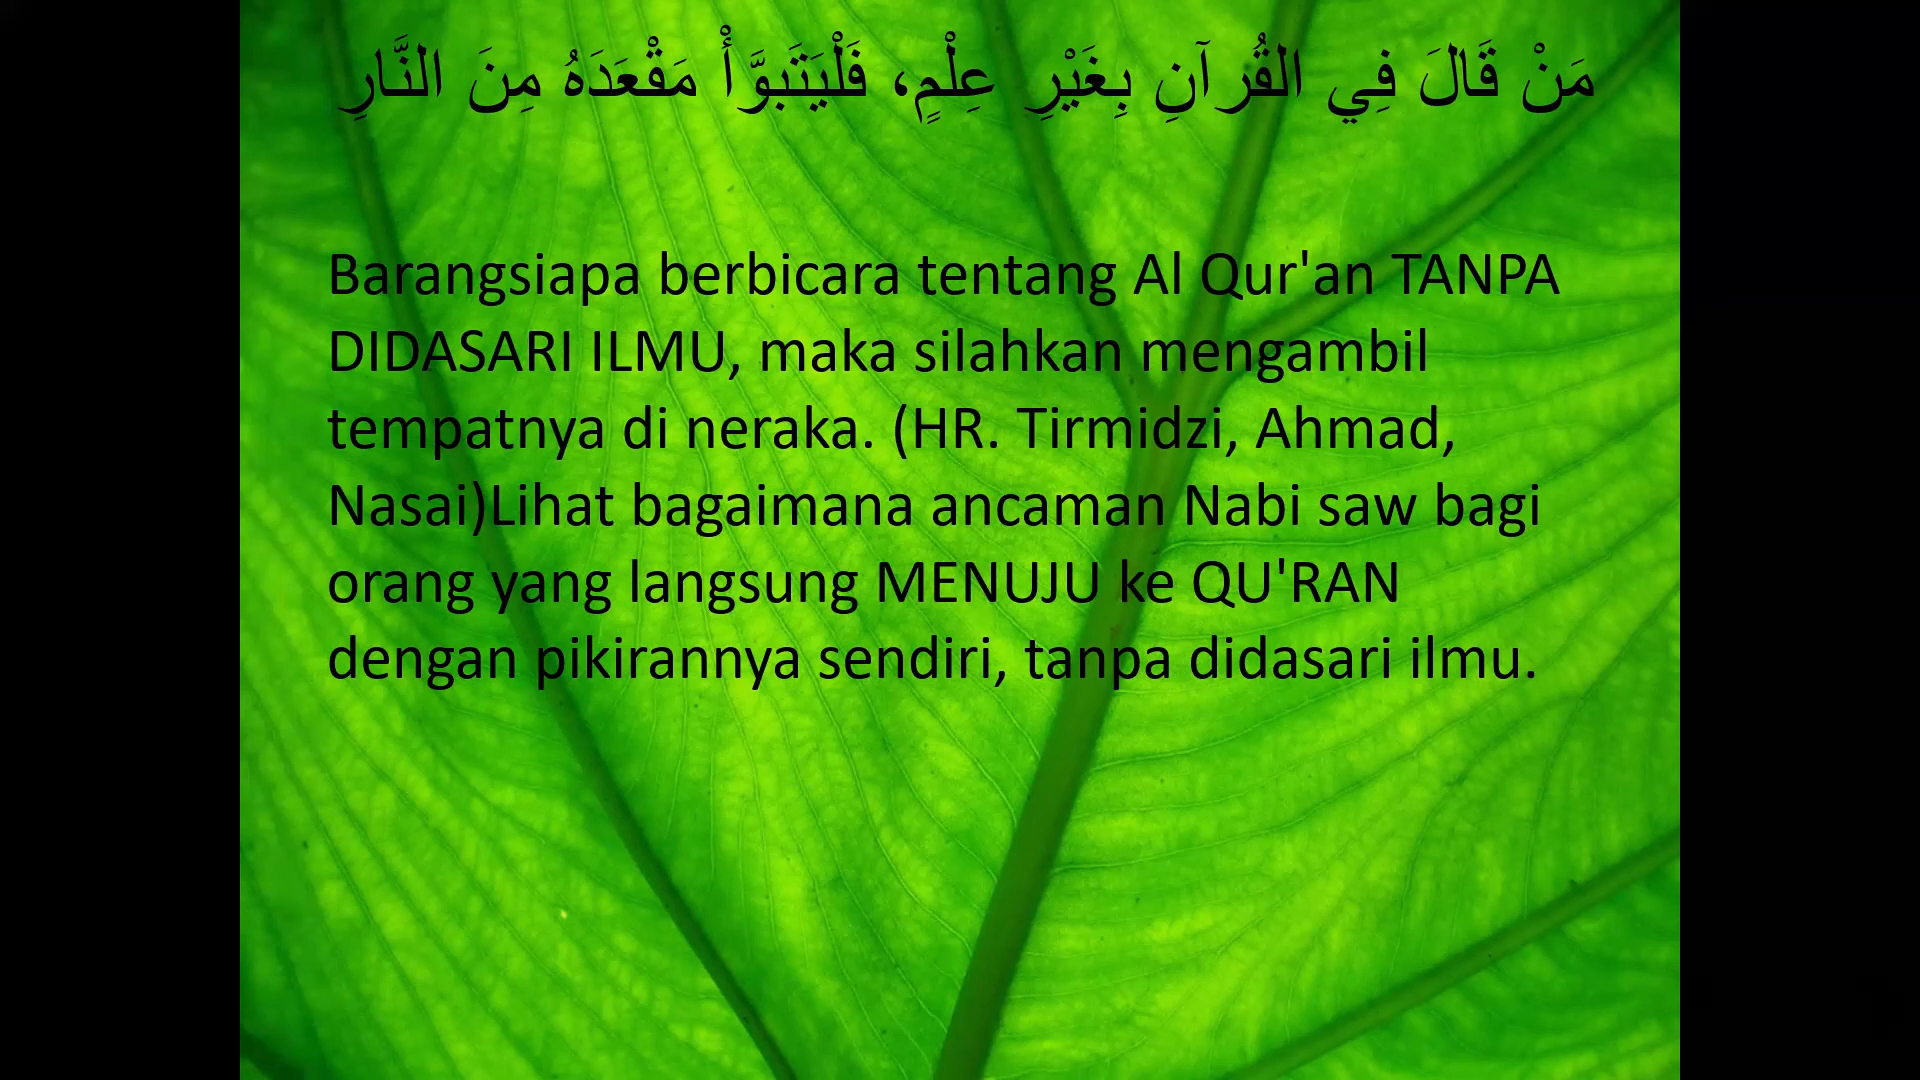 مَنْ قَالَ فِي القُرآنِ بِغَيْرِ عِلْمٍ، فَلْيَتَبوَّأْ مَقْعَدَهُ مِنَ النَّارِ
Barangsiapa berbicara tentang Al Qur'an TANPA
DIDASARI ILMU, maka silahkan mengambil
tempatnya di neraka. (HR. Tirmidzi, Ahmad,
Nasai)Lihat bagaimana ancaman Nabi saw bagi
orang yang langsung MENUJU ke QU'RAN
dengan pikirannya sendiri, tanpa didasari ilmu.